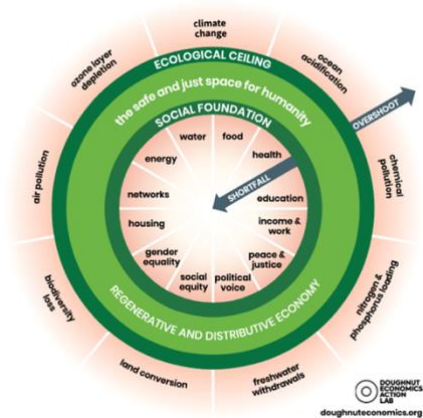 climate
change
ozone layer
depletion
ocean
acidification
ECOLOGICAL CEILING
the safe and just space for humanity
OVERSHOOT
SOCIAL FOUNDATION
water
food
energy
health
air pollution
chemical
pollution
SHORTFALL
networks
education
housing
income &
work
gender
equality
peace &
justice
social
equity
political
voice
biodiversity
loss
nitrogen &
phosphorus loading
REGENERATIVE AND DISTRIBUTIVE ECONOMY
land conversion
freshwater
withdrawals
DOUGHNUT
ECONOMICS
ACTION
LAB
doughnuteconomics.org